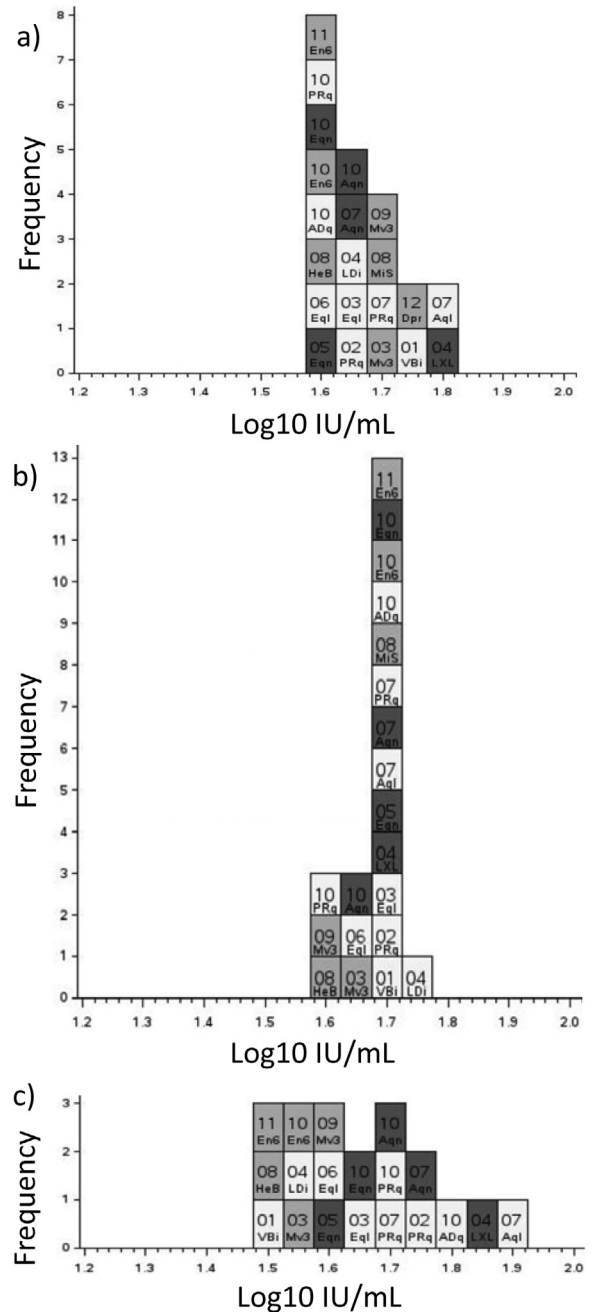 a)
Frequency
8
11
En6
7
10
PRq
6
10
Eqn
5
10 10
En6 Aqn
4
10 07 09
ADq Aqn Mv3
3
08 04 08
HeB LDi MiS
2
06 03 07 12 07
Eql Eql PRq Dpr Aql
1
05 02 03 01 04
Eqn PRq Mv3 VBi LXL
0
1.2 1.3 1.4 1.5 1.6 1.7 1.8 1.9 2.0
Log10 IU/mL
b)
Frequency
13
11
En6
12
10
Eqn
11
10
En6
10
10
ADq
9
08
MiS
8
07
PRq
7
07
Aqn
6
07
Aql
5
05
Eqn
4
04
LXL
3
10 10 03
PRq Aqn Eql
2
09 06 02
Mv3 Eql PRq
1
08 03 01 04
HeB Mv3 VBi LDi
0
1.2 1.3 1.4 1.5 1.6 1.7 1.8 1.9 2.0
Log10 IU/mL
c)
Frequency
3
11 10 09 10
En6 En6 Mv3 Aqn
2
08 04 06 10 10 07
HeB LDi Eql Eqn PRq Aqn
1
01 03 05 03 07 02 10 04 07
VBi Mv3 Eqn Eql PRq PRq ADq LXL Aql
0
1.2 1.3 1.4 1.5 1.6 1.7 1.8 1.9 2.0
Log10 IU/mL